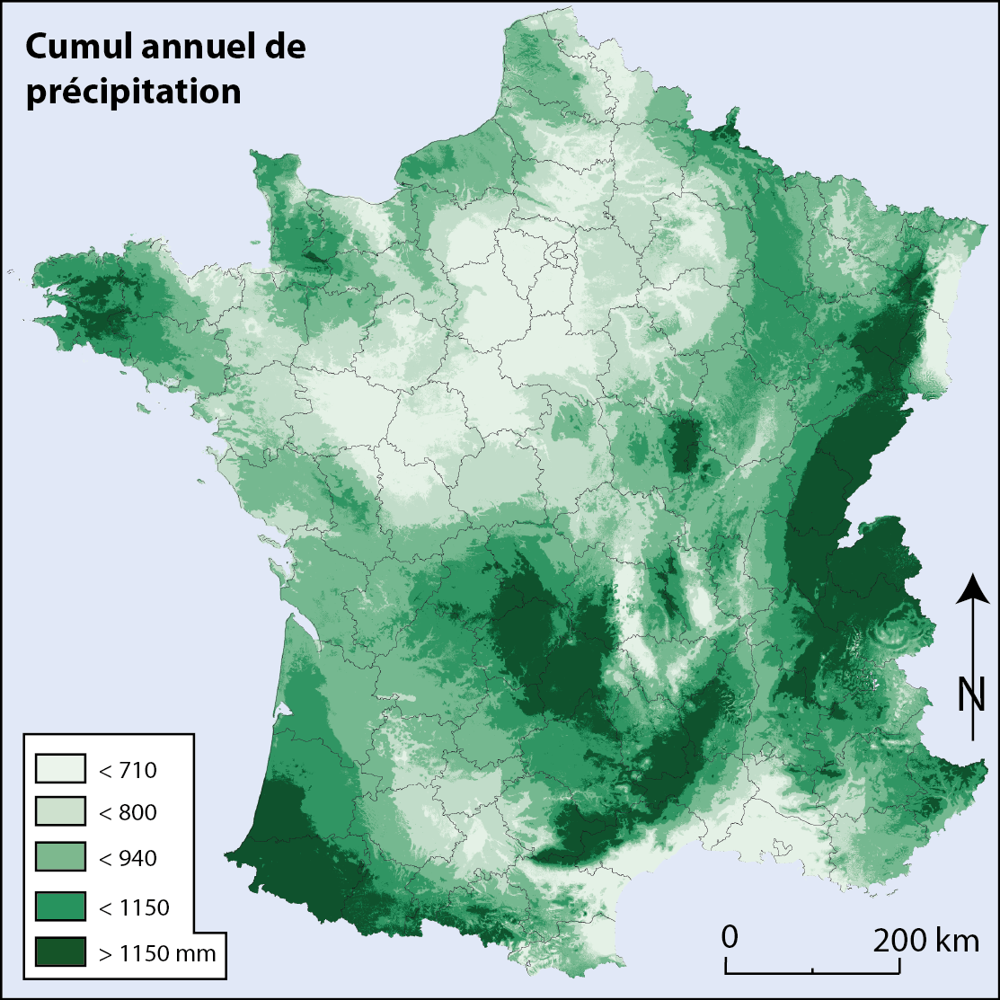 Cumul annuel de
précipitation
N
< 710
< 800
< 940
< 1150
> 1150 mm
0
200 km